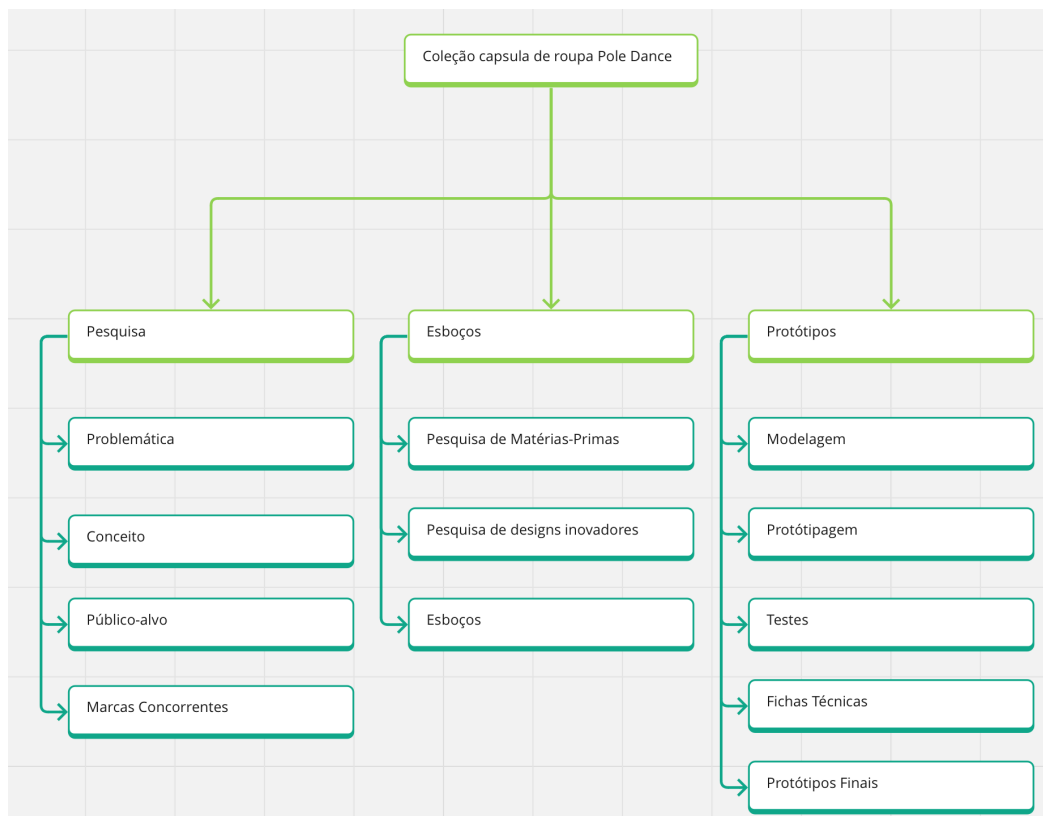 Coleção capsula de roupa Pole Dance
Pesquisa
Problemática
Conceito
Público-alvo
Marcas Concorrentes
Esboços
Pesquisa de Matérias-Primas
Pesquisa de designs inovadores
Esboços
Protótipos
Modelagem
Prótótipagem
Testes
Fichas Técnicas
Protótipos Finais